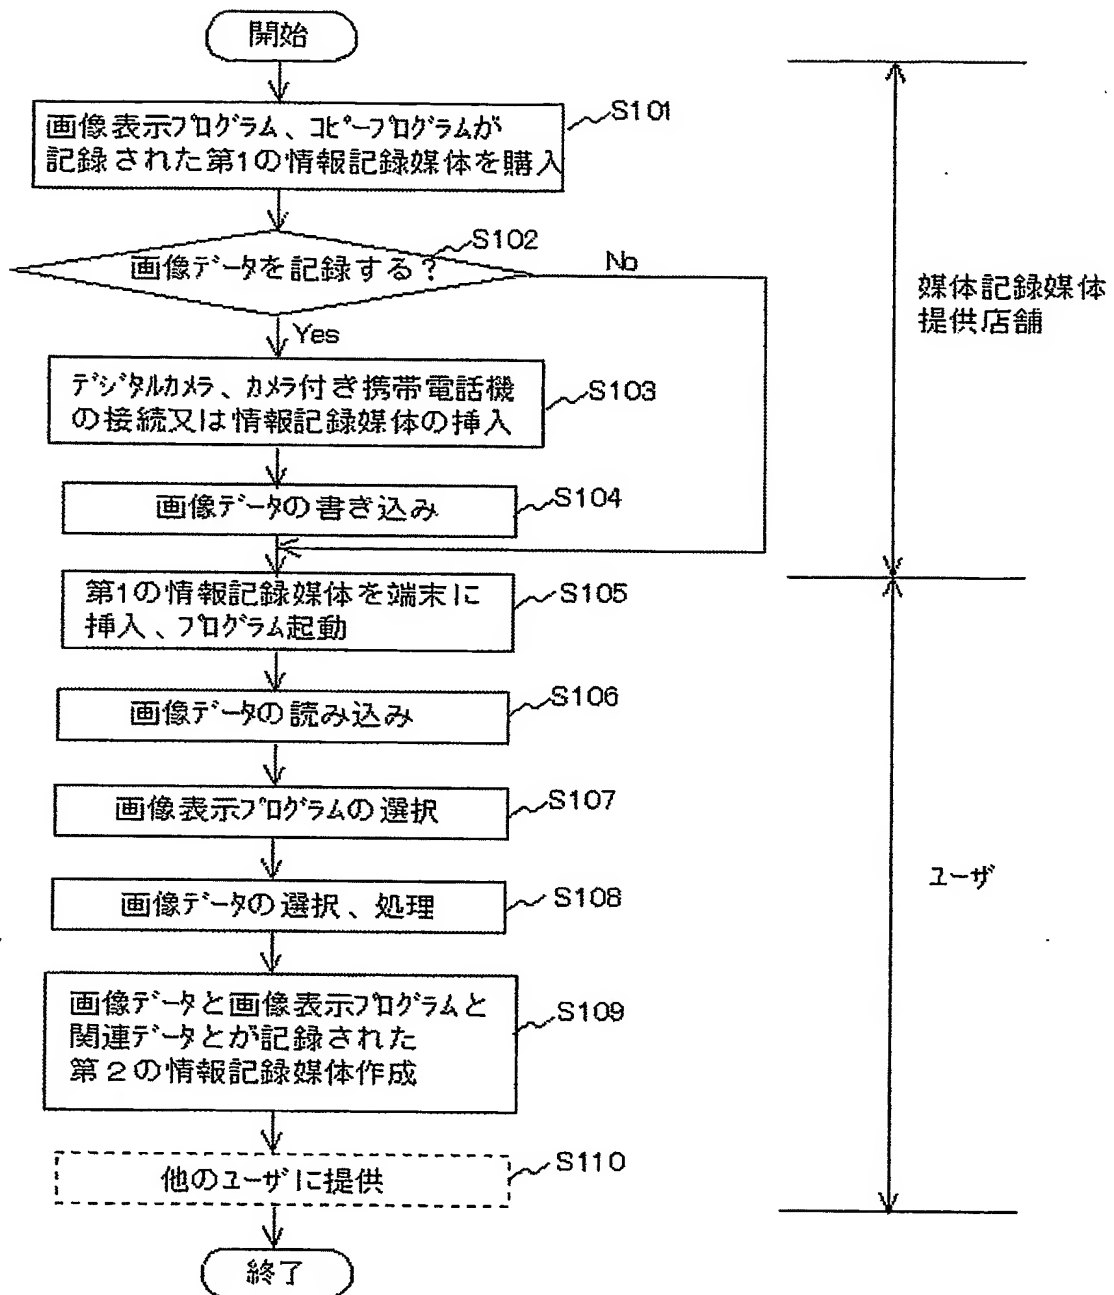 開始
画像表示プログラム、コピープログラムが
記録された第1の情報記録媒体を購入
S101
画像データを記録する?
S102
No
Yes
デジタルカメラ、カメラ付き携帯電話機
の接続又は情報記録媒体の挿入
S103
画像データの書き込み
S104
媒体記録媒体
提供店舗
第1の情報記録媒体を端末に
挿入、プログラム起動
S105
画像データの読み込み
S106
画像表示プログラムの選択
S107
画像データの選択、処理
S108
ユーザ
画像データと画像表示プログラムと
関連データとが記録された
第2の情報記録媒体作成
S109
他のユーザに提供
S110
終了